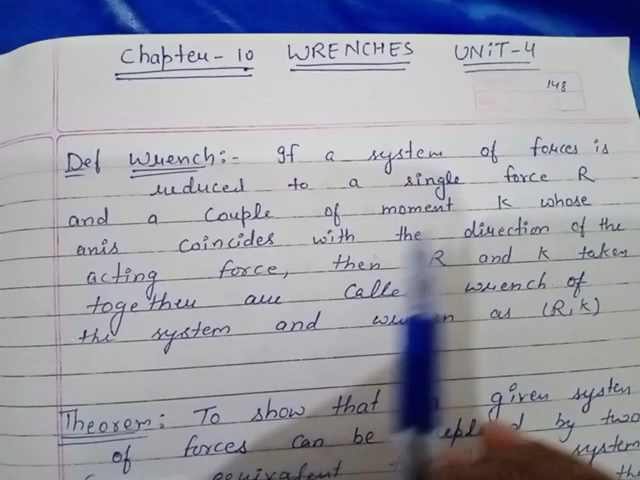 Chapter-10 WRENCHES UNIT-4
148
Def Wrench:- If a system of forces is
reduced to a single force R
and a couple of moment K whose
axis coincides with the direction of the
acting force, then R and K taken
together are calle wrench of
the system and as (R,K)
Theorem: To show that given system
of forces can be by two
equivalent system
the